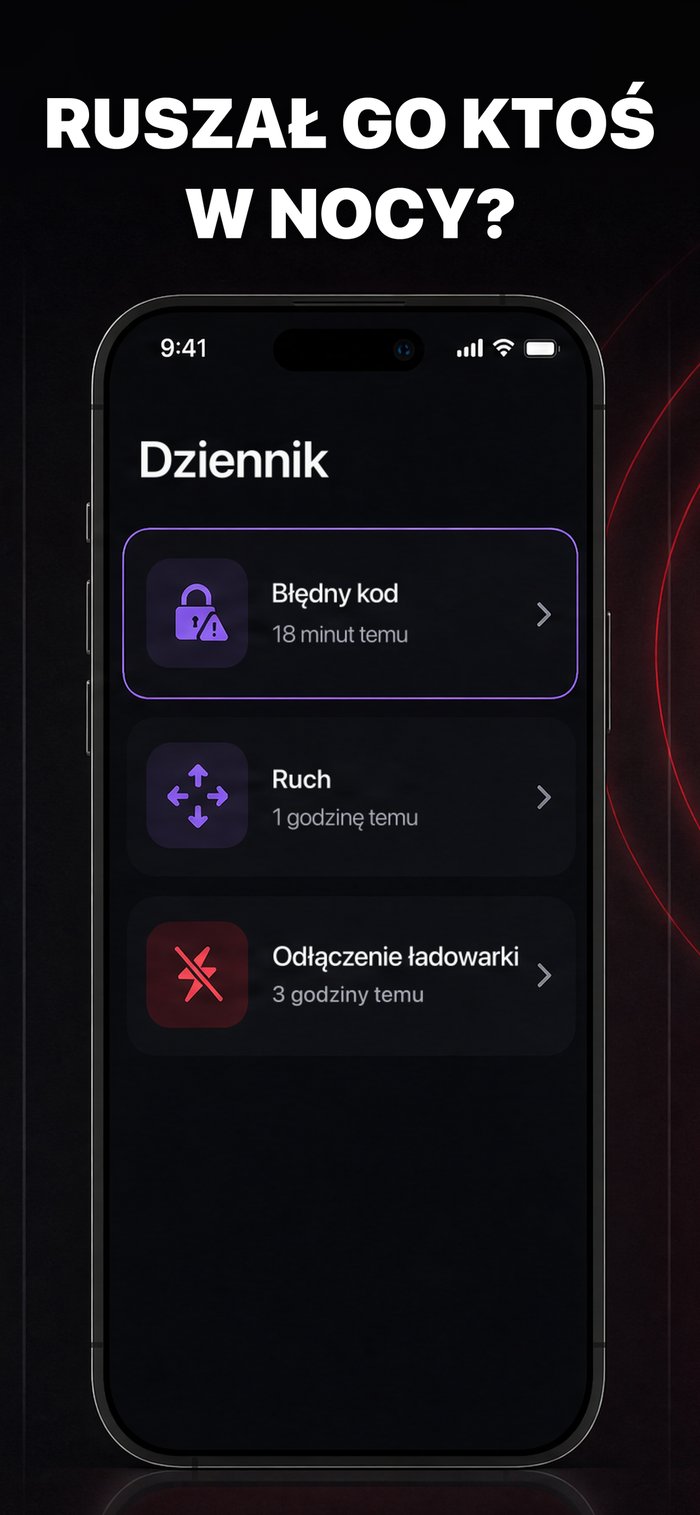 RUSZAŁ GO KTOŚ
W NOCY?
9:41
Dziennik
Błędny kod
18 minut temu
Ruch
1 godzinę temu
Odłączenie ładowarki
3 godziny temu